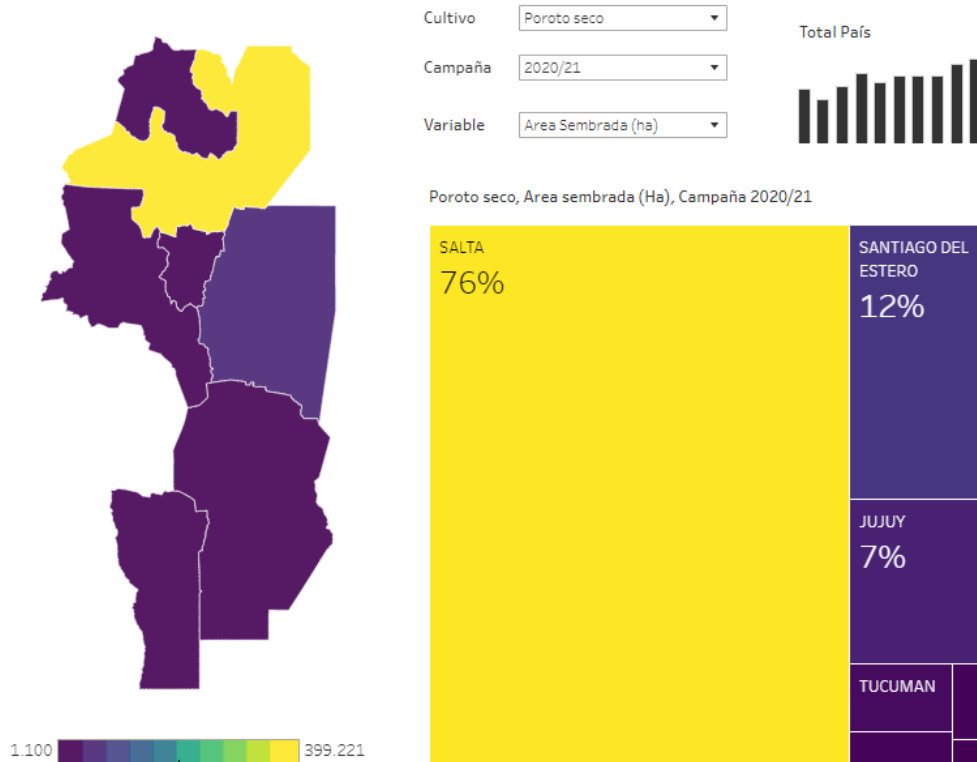 Cultivo
Poroto seco
Total País
Campaña
2020/21
Variable
Area Sembrada (ha)
Poroto seco, Area sembrada (Ha), Campaña 2020/21
SALTA
76%
SANTIAGO DEL
ESTERO
12%
JUJUY
7%
TUCUMAN
1.100
399.221